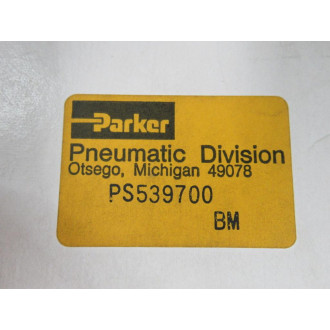 Parker
Pneumatic Division
Otsego, Michigan 49078
PS539700
BM